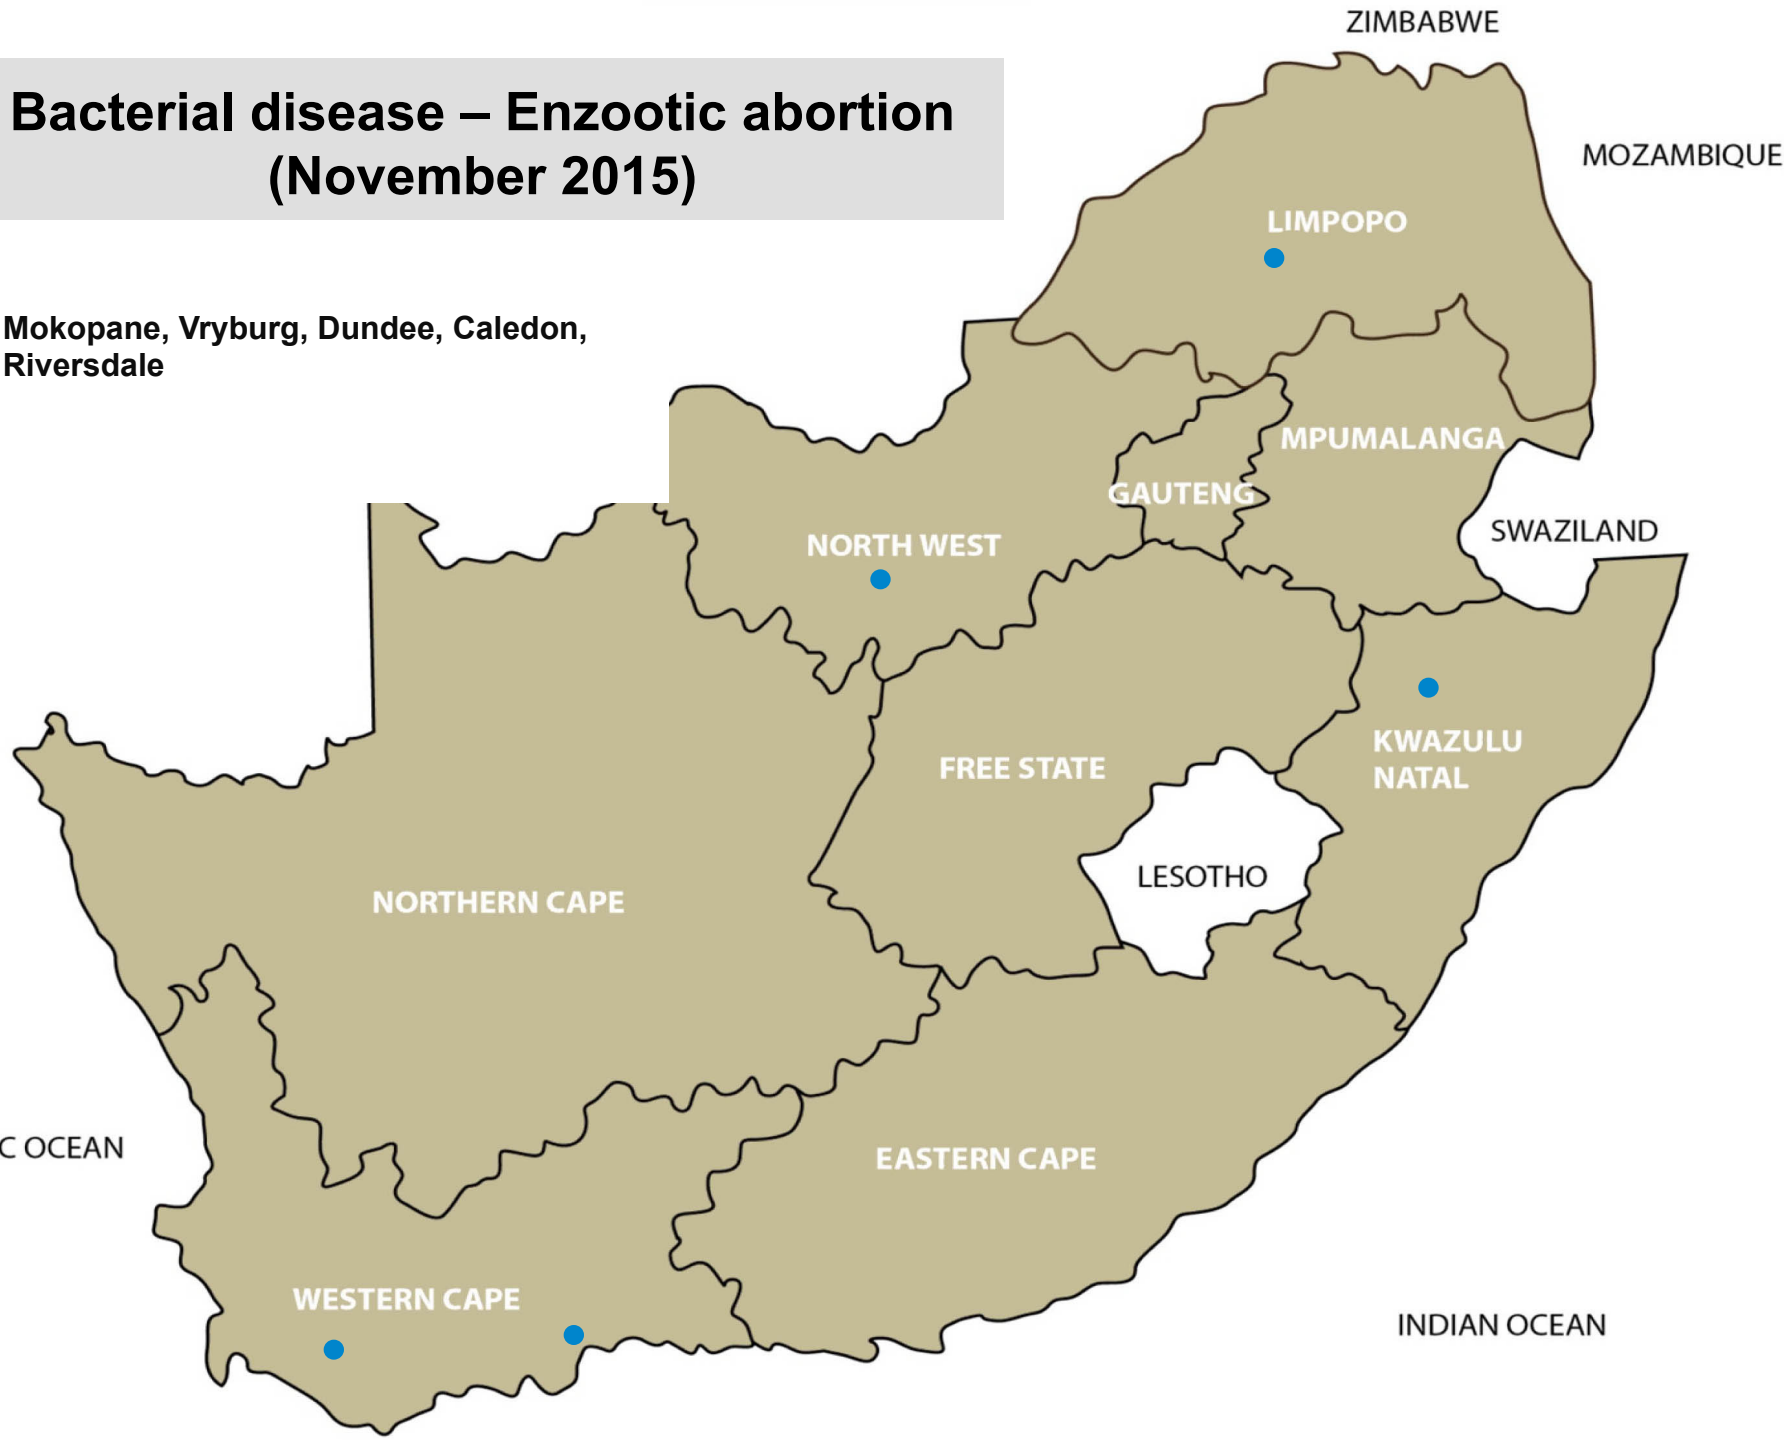 ZIMBABWE
Bacterial disease – Enzootic abortion
(November 2015)
MOZAMBIQUE
LIMPOPO
Mokopane, Vryburg, Dundee, Caledon,
Riversdale
MPUMALANGA
GAUTENG
SWAZILAND
NORTH WEST
KWAZULU
NATAL
FREE STATE
LESOTHO
NORTHERN CAPE
C OCEAN
EASTERN CAPE
WESTERN CAPE
INDIAN OCEAN